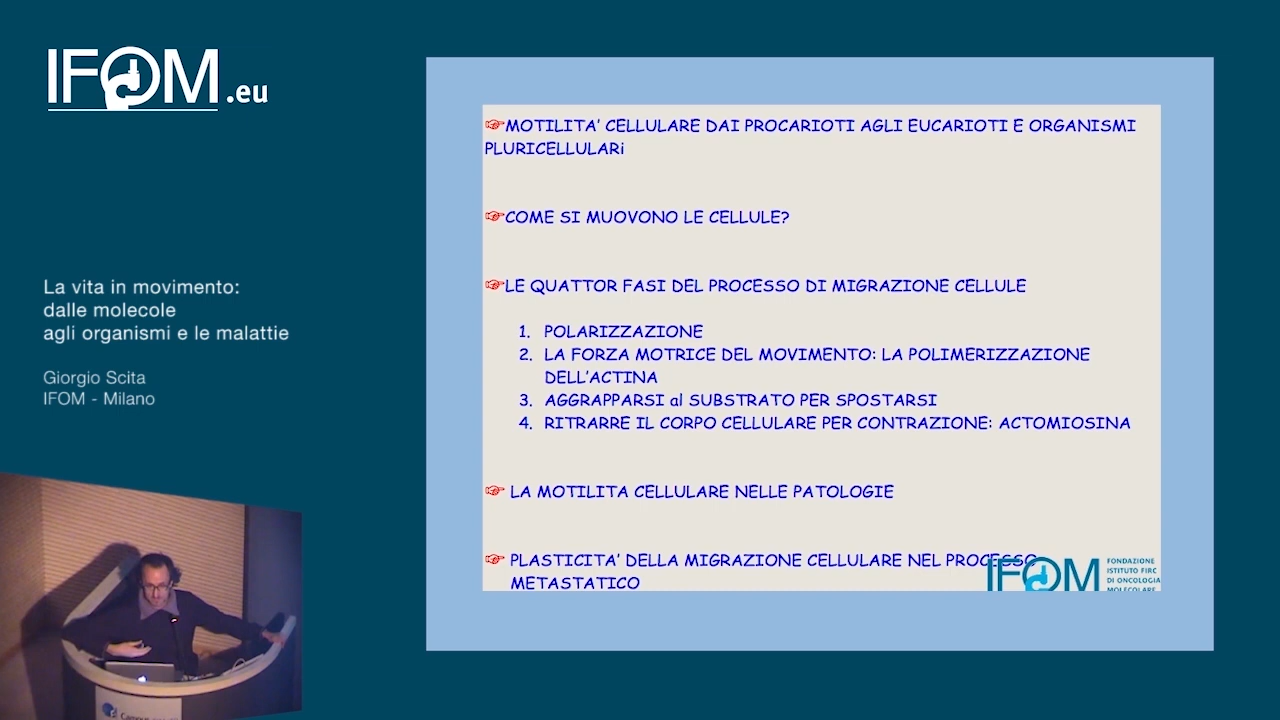 IFOM.eu
La vita in movimento:
dalle molecole
agli organismi e le malattie
Giorgio Scita
IFOM - Milano
MOTILITA' CELLULARE DAI PROCARIOTI AGLI EUCARIOTI E ORGANISMI
PLURICELLULARi
COME SI MUOVONO LE CELLULE?
LE QUATTOR FASI DEL PROCESSO DI MIGRAZIONE CELLULE
1. POLARIZZAZIONE
2. LA FORZA MOTRICE DEL MOVIMENTO: LA POLIMERIZZAZIONE
DELL'ACTINA
3. AGGRAPPARSI al SUBSTRATO PER SPOSTARSI
4. RITRARRE IL CORPO CELLULARE PER CONTRAZIONE: ACTOMIOSINA
LA MOTILITA CELLULARE NELLE PATOLOGIE
PLASTICITA' DELLA MIGRAZIONE CELLULARE NEL PROCESSO
METASTATICO
IFOM
FONDAZIONE
ISTITUTO FIRC
DI ONCOLOGIA
MOLECOLARE